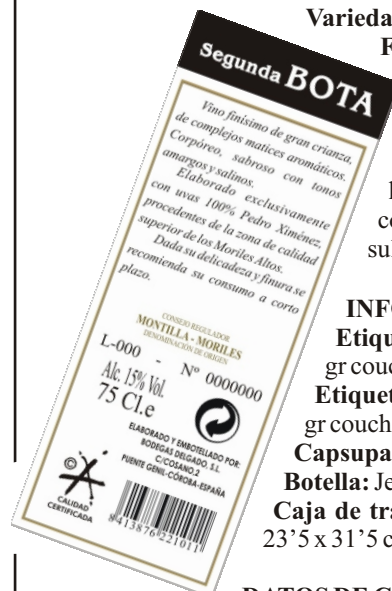 Varieda
F
Segunda BOTA
Vino finísimo de gran crianza,
de complejos matices aromáticos.
Corpóreo, sabroso con tonos
amargos y salinos.
Elaborado exclusivamente
con uvas 100% Pedro Ximénez,
procedentes de la zona de calidad
superior de los Moriles Altos.
Dada su delicadeza y finura se
recomienda su consumo a corto
plazo.
CONSEJO REGULADOR
MONTILLA - MORILES
DENOMINACIÓN DE ORIGEN
L-000 - Nº 0000000
Alc. 15% Vol.
75 Cl.e
ELABORADO Y EMBOTELLADO POR:
BODEGAS DELGADO, S.L.
C/COSANO,2
PUENTE GENIL-CÓROBA-ESPAÑA
©
CALIDAD
CERTIFICADA
8413876221011
co
su
INFO
Etiqu
gr couc
Etiquet
gr couch
Capsupa
Botella: Je
Caja de tra
23'5 x 31'5 c
DATOS DE C